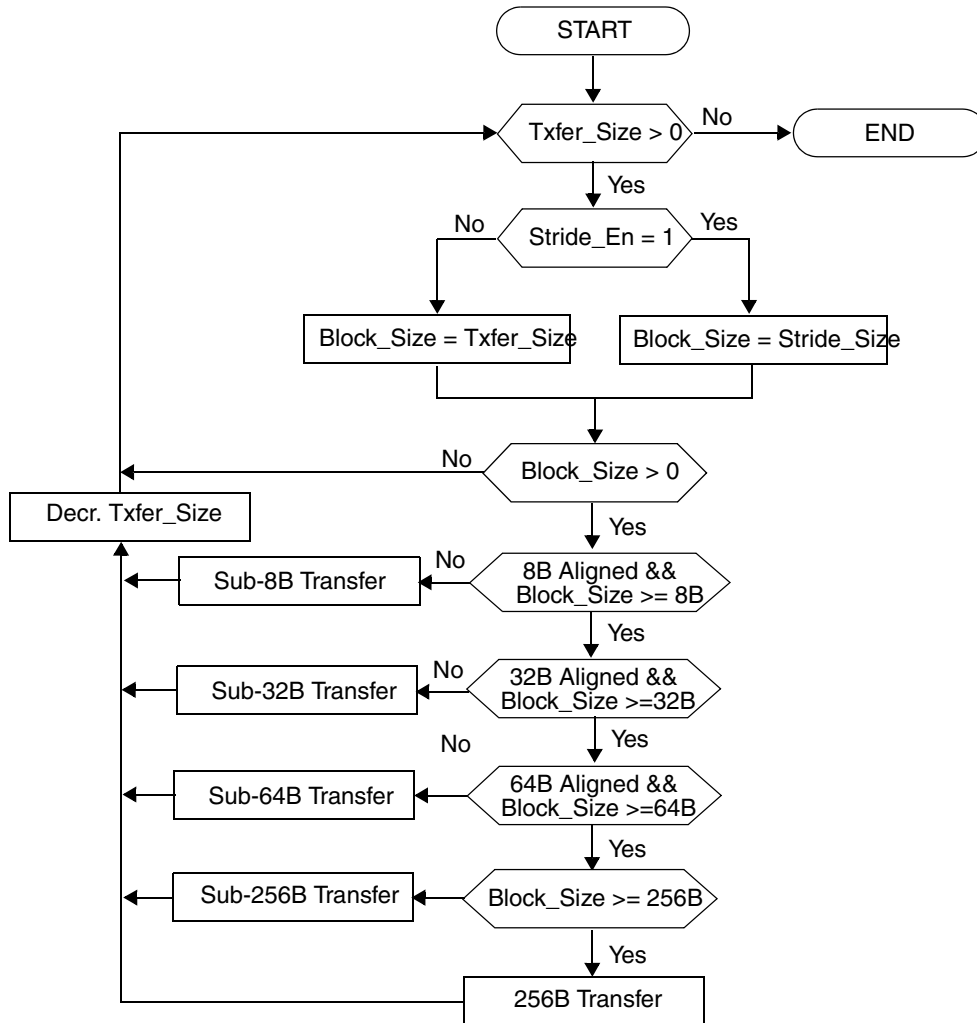 START
Txfer_Size > 0
No
END
Yes
No
Stride_En = 1
Yes
Block_Size = Txfer_Size
Block_Size = Stride_Size
No
Block_Size > 0
Decr. Txfer_Size
Yes
Sub-8B Transfer
No
8B Aligned &&
Block_Size >= 8B
Yes
Sub-32B Transfer
No
32B Aligned &&
Block_Size >=32B
Yes
No
Sub-64B Transfer
64B Aligned &&
Block_Size >=64B
Yes
Sub-256B Transfer
Block_Size >= 256B
Yes
256B Transfer